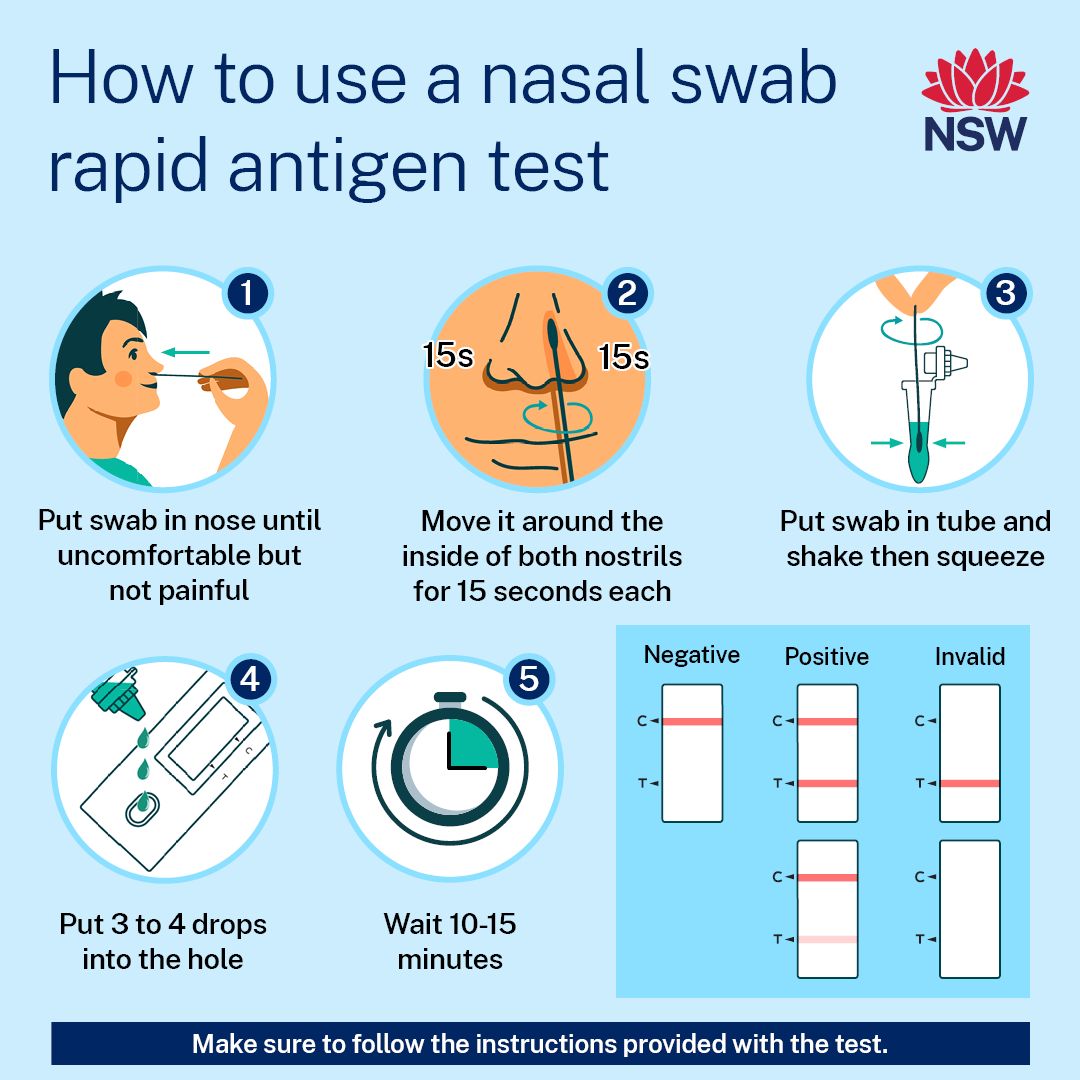 How to use a nasal swab
rapid antigen test
NSW
1
2
3
15s
15s
Put swab in nose until
uncomfortable but
not painful
Move it around the
inside of both nostrils
for 15 seconds each
Put swab in tube and
shake then squeeze
4
C
T
5
Put 3 to 4 drops
into the hole
Wait 10-15
minutes
Negative
Positive
Invalid
C
C
C
T
T
T
C
C
T
T
Make sure to follow the instructions provided with the test.